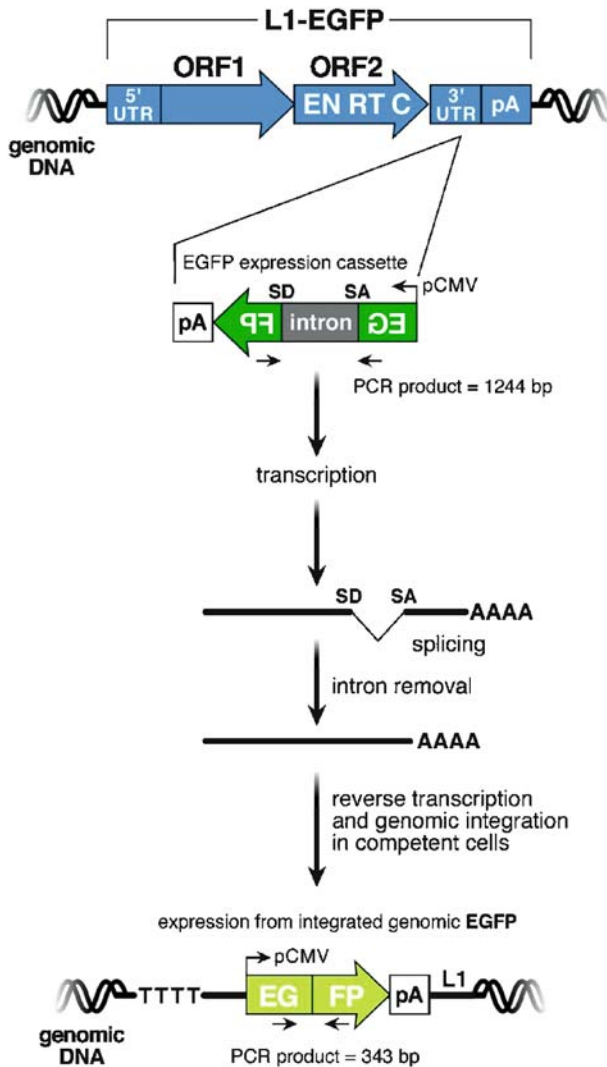 L1-EGFP
ORF1 ORF2
5' UTR EN RT C 3' UTR pA
genomic
DNA
EGFP expression cassette
SD SA pCMV
pA FP intron EG
PCR product = 1244 bp
transcription
SD SA AAAA
splicing
intron removal
AAAA
reverse transcription
and genomic integration
in competent cells
expression from integrated genomic EGFP
pCMV
TTTT EG FP pA L1
genomic
DNA
PCR product = 343 bp